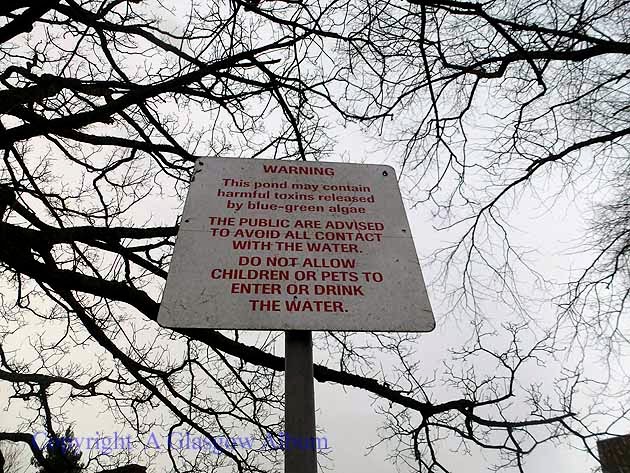 WARNING
This pond may contain
harmful toxins released
by blue-green algae
THE PUBLIC ARE ADVISED
TO AVOID ALL CONTACT
WITH THE WATER.
DO NOT ALLOW
CHILDREN OR PETS TO
ENTER OR DRINK
THE WATER.
Copyright A Glasgow Album